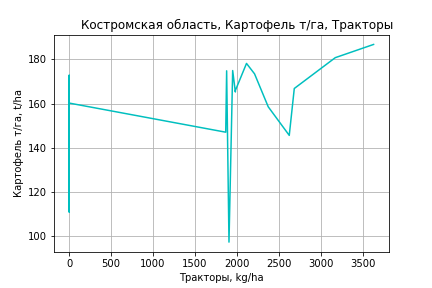 Костромская область, Картофель т/га, Тракторы
Картофель т/га, t/ha
180
160
140
120
100
0 500 1000 1500 2000 2500 3000 3500
Тракторы, kg/ha